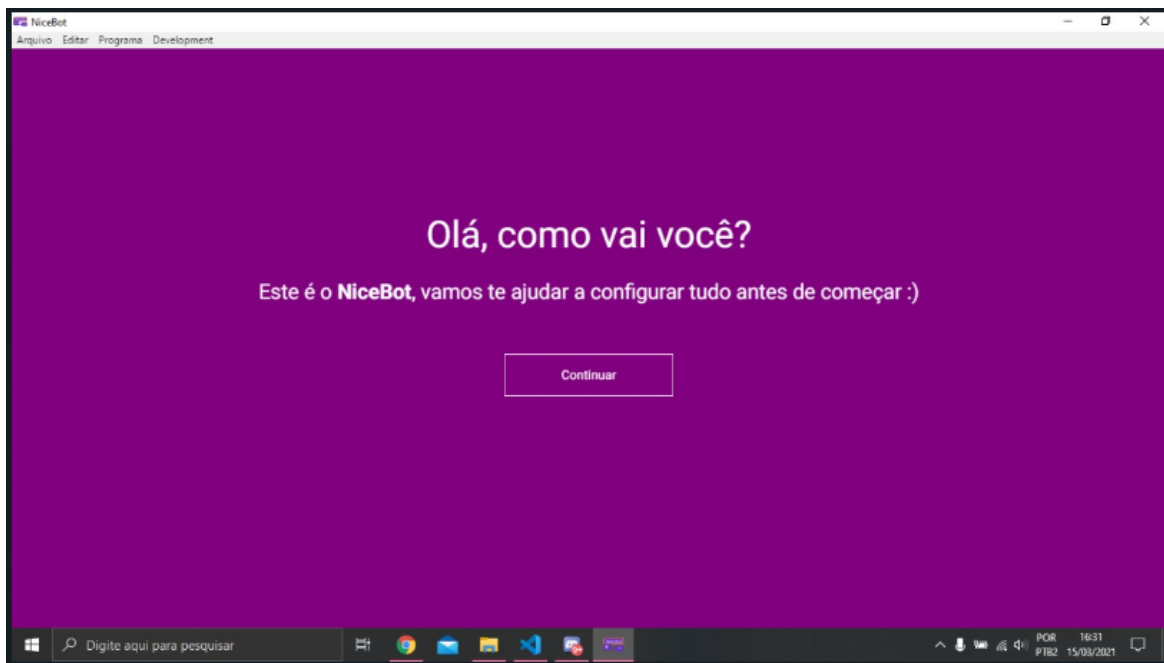 NiceBot
Arquivo Editar Programa Development
Olá, como vai você?
Este é o NiceBot, vamos te ajudar a configurar tudo antes de começar :)
Continuar
Digite aqui para pesquisar
POR 16:31
PTB2 15/03/2021